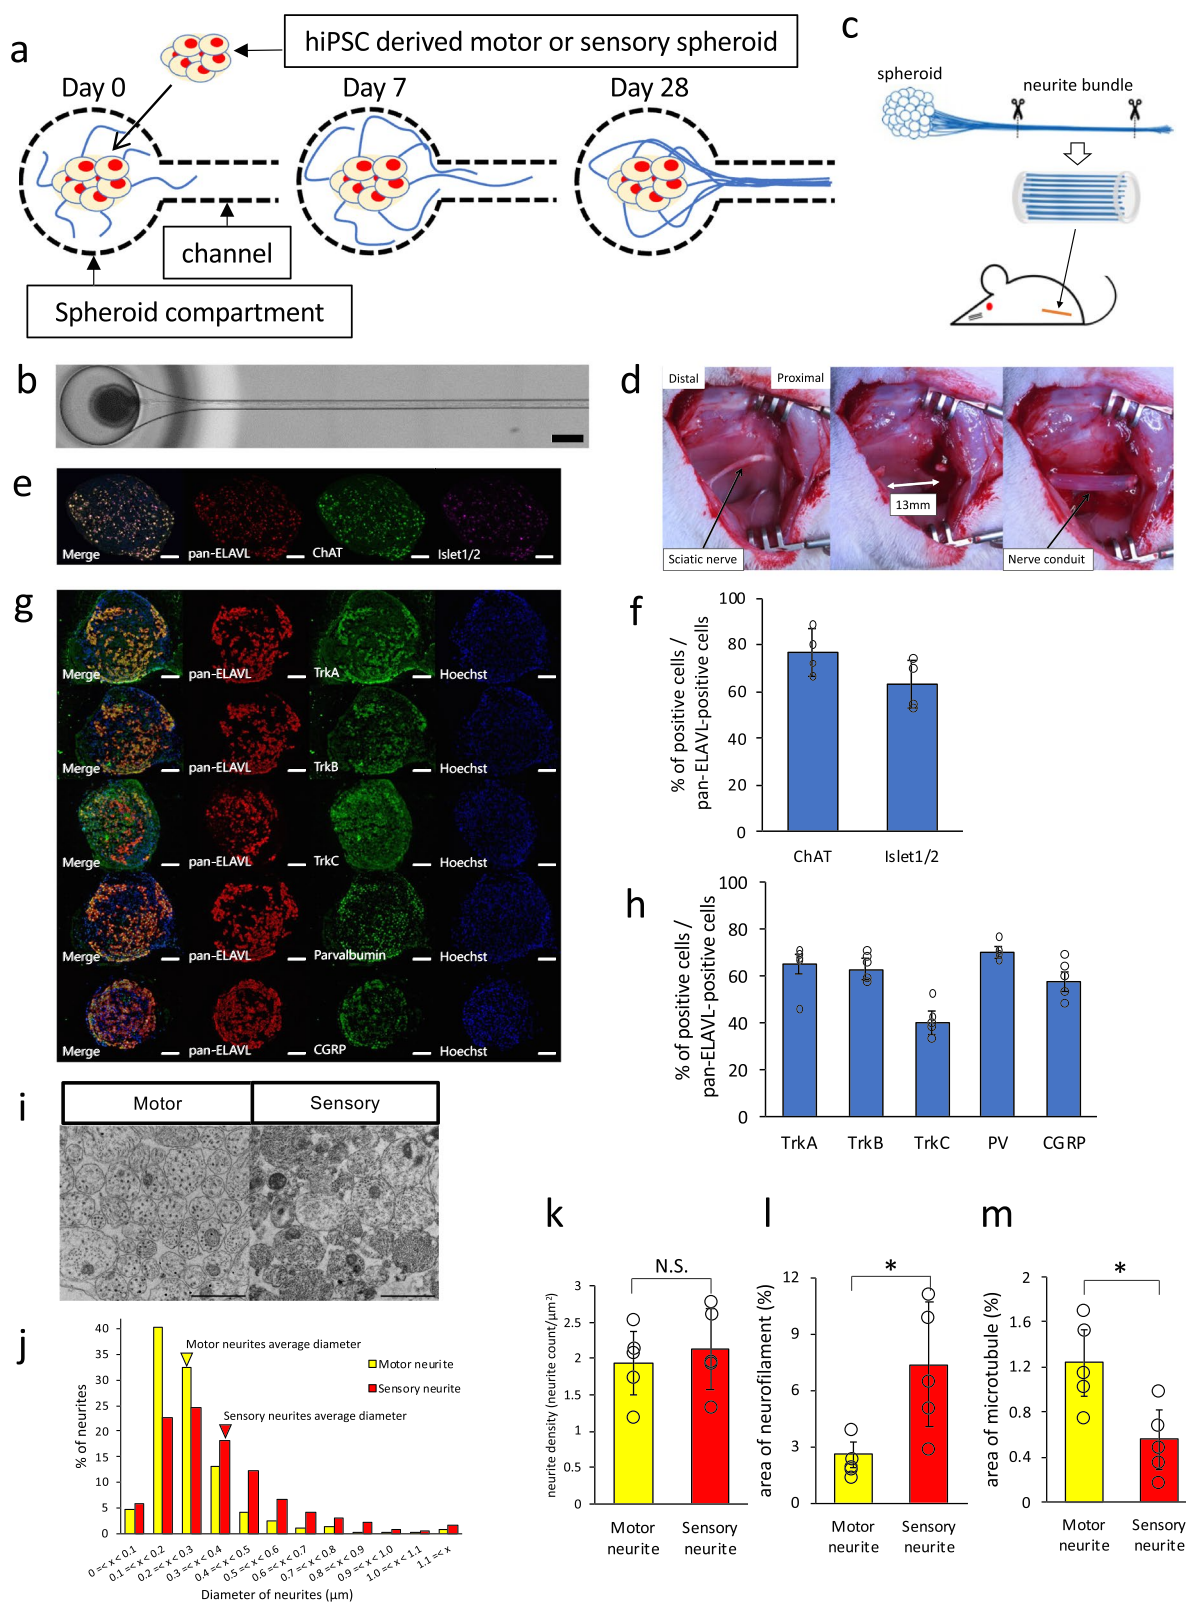 a
hiPSC derived motor or sensory spheroid
Day 0
Day 7
Day 28
channel
Spheroid compartment
c
spheroid
neurite bundle
b
d
Distal
Proximal
13mm
Sciatic nerve
Nerve conduit
e
Merge
pan-ELAVL
ChAT
Islet1/2
f
% of positive cells /
pan-ELAVL-positive cells
100
80
60
40
20
0
ChAT
Islet1/2
g
Merge
pan-ELAVL
TrkA
Hoechst
Merge
pan-ELAVL
TrkB
Hoechst
Merge
pan-ELAVL
TrkC
Hoechst
Merge
pan-ELAVL
Parvalbumin
Hoechst
Merge
pan-ELAVL
CGRP
Hoechst
h
% of positive cells /
pan-ELAVL-positive cells
100
80
60
40
20
0
TrkA
TrkB
TrkC
PV
CGRP
i
Motor
Sensory
j
% of neurites
40
35
30
25
20
15
10
5
0
Motor neurites average diameter
Motor neurite
Sensory neurite
Sensory neurites average diameter
0 =< x < 0.1
0.1 =< x < 0.2
0.2 =< x < 0.3
0.3 =< x < 0.4
0.4 =< x < 0.5
0.5 =< x < 0.6
0.6 =< x < 0.7
0.7 =< x < 0.8
0.8 =< x < 0.9
0.9 =< x < 1.0
1.0 =< x < 1.1
1.1 =< x
Diameter of neurites (μm)
k
neurite density (neurite count/μm²)
3
2.5
2
1.5
1
0.5
0
N.S.
Motor
neurite
Sensory
neurite
l
area of neurofilament (%)
12
9
6
3
0
*
Motor
neurite
Sensory
neurite
m
area of microtubule (%)
2
1.6
1.2
0.8
0.4
0
*
Motor
neurite
Sensory
neurite